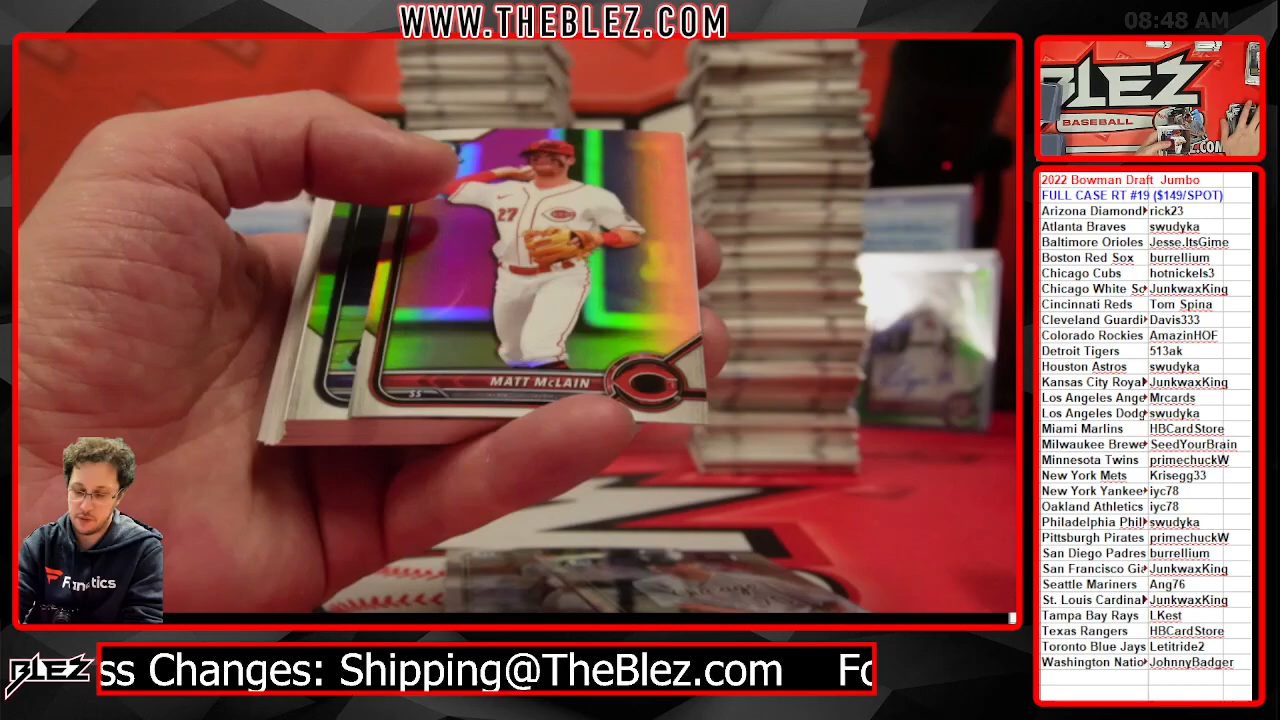 WWW.THEBLEZ.COM
08:48 AM
27
MATT McLAIN
SS
BLEZ
BASEBALL
.COM
2022 Bowman Draft Jumbo
FULL CASE RT #19 ($149/SPOT)
Arizona Diamond rick23
Atlanta Braves swudyka
Baltimore Orioles Jesse.ItsGime
Boston Red Sox burrellium
Chicago Cubs hotnickels3
Chicago White So JunkwaxKing
Cincinnati Reds Tom Spina
Cleveland Guardi Davis333
Colorado Rockies AmazinHOF
Detroit Tigers 513ak
Houston Astros swudyka
Kansas City Royal JunkwaxKing
Los Angeles Ange Mrcards
Los Angeles Dodg swudyka
Miami Marlins HBCardStore
Milwaukee Brewe SeedYourBrain
Minnesota Twins primechuckW
New York Mets Krisegg33
New York Yankee iyc78
Oakland Athletics iyc78
Philadelphia Phil swudyka
Pittsburgh Pirates primechuckW
San Diego Padres burrellium
San Francisco Gia JunkwaxKing
Seattle Mariners Ang76
St. Louis Cardina JunkwaxKing
Tampa Bay Rays LKest
Texas Rangers HBCardStore
Toronto Blue Jays Letitride2
Washington Natio JohnnyBadger
Fanatics
BLEZ
ss Changes: Shipping@TheBlez.com Fo